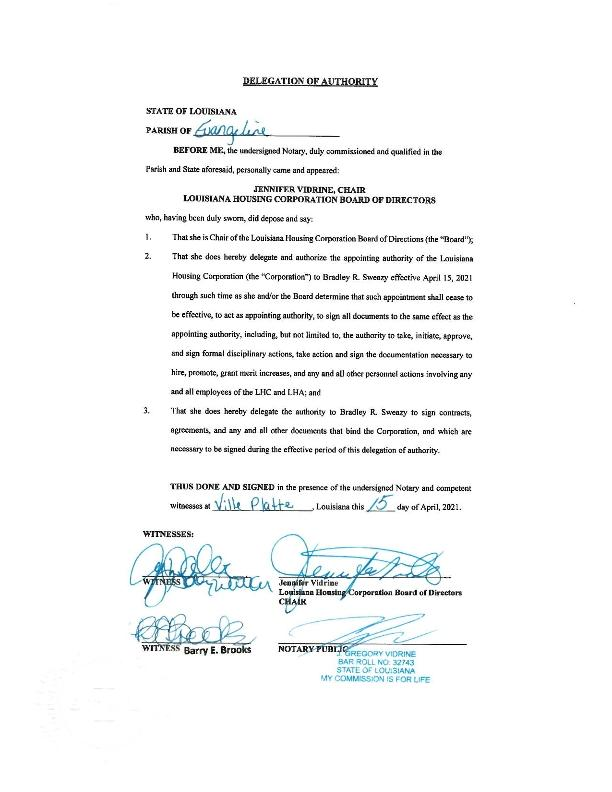 DELEGATION OF AUTHORITY
STATE OF LOUISIANA
PARISH OF Evangeline
BEFORE ME, the undersigned Notary, duly commissioned and qualified in the
Parish and State aforesaid, personally came and appeared:
JENNIFER VIDRINE, CHAIR
LOUISIANA HOUSING CORPORATION BOARD OF DIRECTORS
who, having been duly sworn, did depose and say:
1. That she is Chair of the Louisiana Housing Corporation Board of Directions (the "Board");
2. That she does hereby delegate and authorize the appointing authority of the Louisiana
Housing Corporation (the "Corporation") to Bradley R. Sweazy effective April 15, 2021
through such time as she and/or the Board determine that such appointment shall cease to
be effective, to act as appointing authority, to sign all documents to the same effect as the
appointing authority, including, but not limited to, the authority to take, initiate, approve,
and sign formal disciplinary actions, take action and sign the documentation necessary to
hire, promote, grant merit increases, and any and all other personnel actions involving any
and all employees of the LHC and LHA; and
3. That she does hereby delegate the authority to Bradley R. Sweazy to sign contracts,
agreements, and any and all other documents that bind the Corporation, and which are
necessary to be signed during the effective period of this delegation of authority.
THUS DONE AND SIGNED in the presence of the undersigned Notary and competent
witnesses at Ville Platte, Louisiana this 15 day of April, 2021.
WITNESSES:
WITNESS
Jennifer Vidrine
Louisiana Housing Corporation Board of Directors
CHAIR
WITNESS Barry E. Brooks
NOTARY PUBLIC
GREGORY VIDRINE
BAR ROLL NO: 32743
STATE OF LOUISIANA
MY COMMISSION IS FOR LIFE